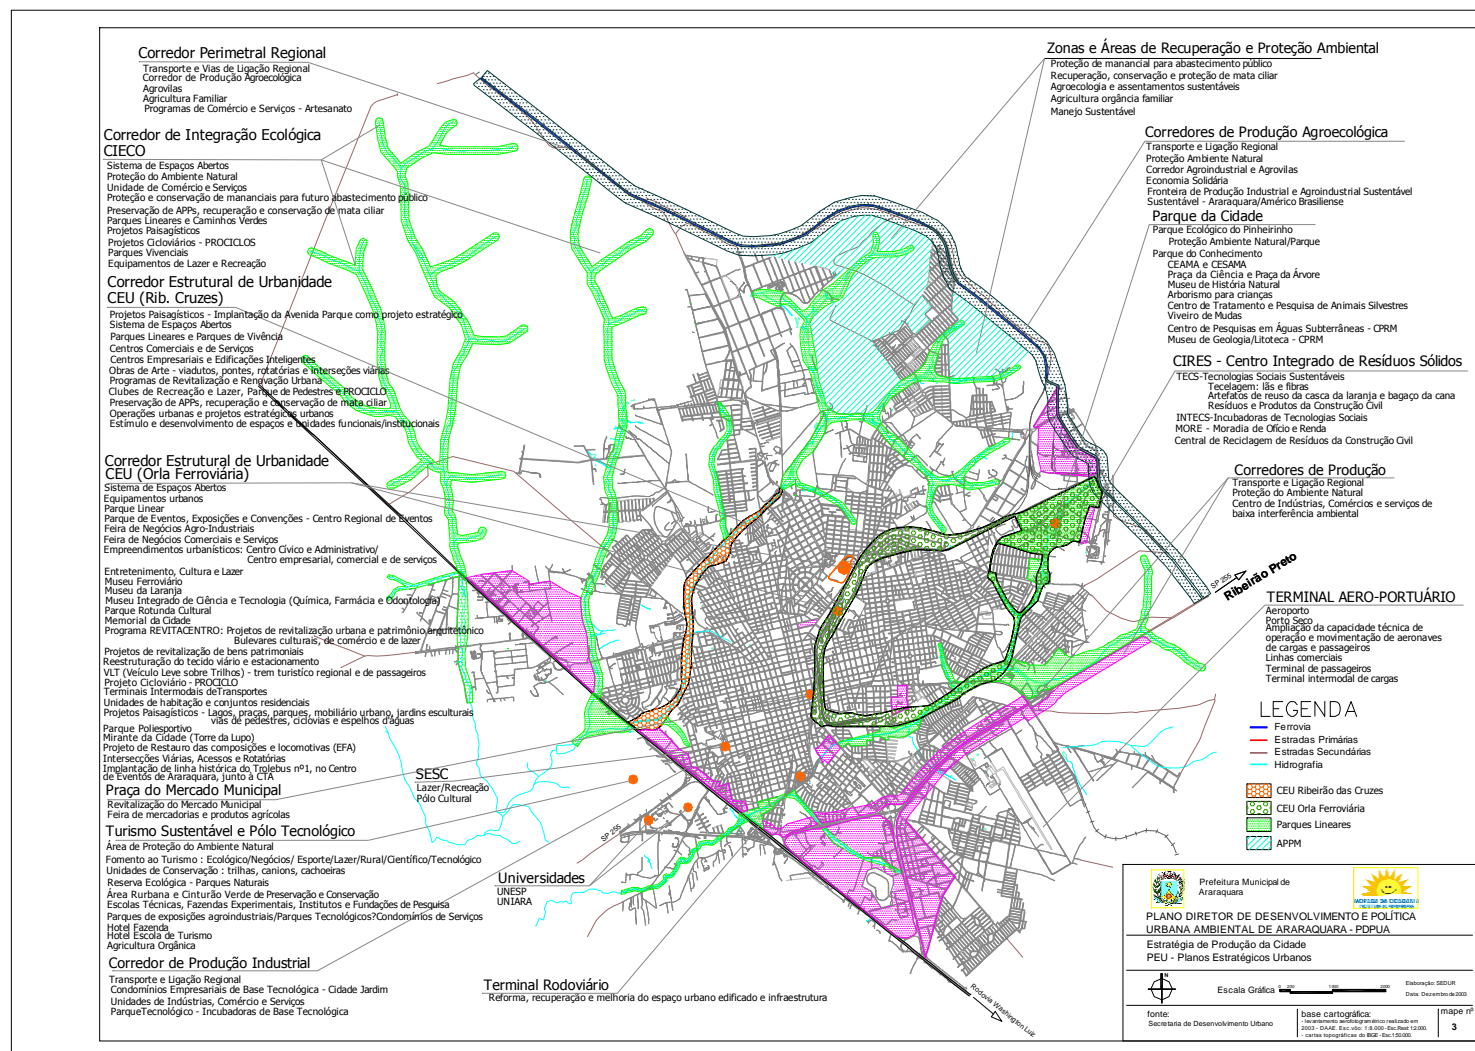 Corredor Perimetral Regional
Transporte e Vias de Ligação Regional
Corredor de Produção Agroecológica
Agrovilas
Agricultura Familiar
Programas de Comércio e Serviços - Artesanato
Corredor de Integração Ecológica
CIECO
Sistema de Espaços Abertos
Proteção do Ambiente Natural
Unidade de Comércio e Serviços
Proteção e conservação de mananciais para futuro abastecimento público
Preservação de APPs, recuperação e conservação de mata ciliar
Parques Lineares e Caminhos Verdes
Projetos Paisagísticos
Projetos Cicloviários - PROCICLOS
Parques Vivenciais
Equipamentos de Lazer e Recreação
Corredor Estrutural de Urbanidade
CEU (Rib. Cruzes)
Projetos Paisagísticos - Implantação da Avenida Parque como projeto estratégico
Sistema de Espaços Abertos
Parques Lineares e Parques de Vivência
Centros Comerciais e de Serviços
Centros Empresariais e Edificações Inteligentes
Obras de Arte - viadutos, pontes, rotatórias e interseções viárias
Programas de Revitalização e Renovação Urbana
Clubes de Recreação e Lazer, Parque de Pedestres e PROCICLO
Preservação de APPs, recuperação e conservação de mata ciliar
Operações urbanas e projetos estratégicos urbanos
Estímulo e desenvolvimento de espaços e unidades funcionais/institucionais
Corredor Estrutural de Urbanidade
CEU (Orla Ferroviária)
Sistema de Espaços Abertos
Equipamentos urbanos
Parque Linear
Parque de Eventos, Exposições e Convenções - Centro Regional de Eventos
Feira de Negócios Agro-Industriais
Feira de Negócios Comerciais e Serviços
Empreendimentos urbanísticos: Centro Cívico e Administrativo/
Centro empresarial, comercial e de serviços
Entretenimento, Cultura e Lazer
Museu Ferroviário
Museu da Laranja
Museu Integrado de Ciência e Tecnologia (Química, Farmácia e Odontologia)
Parque Rotunda Cultural
Memorial da Cidade
Programa REVITACENTRO: Projetos de revitalização urbana e patrimônio arquitetônico
Bulevares culturais, de comércio e de lazer
Projetos de revitalização de bens patrimoniais
Reestruturação do tecido viário e estacionamento
VLT (Veículo Leve sobre Trilhos) - trem turístico regional e de passageiros
Projeto Cicloviário - PROCICLO
Terminais Intermodais deTransportes
Unidades de habitação e conjuntos residenciais
Projetos Paisagísticos - Lagos, praças, parques, mobiliário urbano, jardins esculturais
vias de pedestres, ciclovias e espelhos d'águas
Parque Poliesportivo
Mirante da Cidade (Torre da Lupo)
Projeto de Restauro das composições e locomotivas (EFA)
Intersecções Viárias, Acessos e Rotatórias
Implantação de linha histórica do Trolebus nº1, no Centro
de Eventos de Araraquara, junto à CTA
Praça do Mercado Municipal
Revitalização do Mercado Municipal
Feira de mercadorias e produtos agrícolas
Turismo Sustentável e Pólo Tecnológico
Área de Proteção do Ambiente Natural
Fomento ao Turismo : Ecológico/Negócios/ Esporte/Lazer/Rural/Científico/Tecnológico
Unidades de Conservação : trilhas, canions, cachoeiras
Reserva Ecológica - Parques Naturais
Área Rurbana e Cinturão Verde de Preservação e Conservação
Escolas Técnicas, Fazendas Experimentais, Institutos e Fundações de Pesquisa
Parques de exposições agroindustriais/Parques Tecnológicos?Condomínios de Serviços
Hotel Fazenda
Hotel Escola de Turismo
Agricultura Orgânica
Corredor de Produção Industrial
Transporte e Ligação Regional
Condomínios Empresariais de Base Tecnológica - Cidade Jardim
Unidades de Indústrias, Comércio e Serviços
ParqueTecnológico - Incubadoras de Base Tecnológica
SESC
Lazer/Recreação
Pólo Cultural
SP 255
Universidades
UNESP
UNIARA
Terminal Rodoviário
Reforma, recuperação e melhoria do espaço urbano edificado e infraestrutura
Rodovia Washington Luiz
Zonas e Áreas de Recuperação e Proteção Ambiental
Proteção de manancial para abastecimento público
Recuperação, conservação e proteção de mata ciliar
Agroecologia e assentamentos sustentáveis
Agricultura orgância familiar
Manejo Sustentável
Corredores de Produção Agroecológica
Transporte e Ligação Regional
Proteção Ambiente Natural
Corredor Agroindustrial e Agrovilas
Economia Solidária
Fronteira de Produção Industrial e Agroindustrial Sustentável
Sustentável - Araraquara/Américo Brasiliense
Parque da Cidade
Parque Ecológico do Pinheirinho
Proteção Ambiente Natural/Parque
Parque do Conhecimento
CEAMA e CESAMA
Praça da Ciência e Praça da Árvore
Museu de História Natural
Arborismo para crianças
Centro de Tratamento e Pesquisa de Animais Silvestres
Viveiro de Mudas
Centro de Pesquisas em Águas Subterrâneas - CPRM
Museu de Geologia/Litoteca - CPRM
CIRES - Centro Integrado de Resíduos Sólidos
TECS-Tecnologias Sociais Sustentáveis
Tecelagem: lãs e fibras
Artefatos de reuso da casca da laranja e bagaço da cana
Resíduos e Produtos da Construção Civil
INTECS-Incubadoras de Tecnologias Sociais
MORE - Moradia de Ofício e Renda
Central de Reciclagem de Resíduos da Construção Civil
Corredores de Produção
Transporte e Ligação Regional
Proteção do Ambiente Natural
Centro de Indústrias, Comércios e serviços de
baixa interferência ambiental
SP 255
Ribeirão Preto
TERMINAL AERO-PORTUÁRIO
Aeroporto
Porto Seco
Ampliação da capacidade técnica de
operação e movimentação de aeronaves
de cargas e passageiros
Linhas comerciais
Terminal de passageiros
Terminal intermodal de cargas
LEGENDA
Ferrovia
Estradas Primárias
Estradas Secundárias
Hidrografia
CEU Ribeirão das Cruzes
CEU Orla Ferroviária
Parques Lineares
APPM
Prefeitura Municipal de
Araraquara
PLANO DIRETOR DE DESENVOLVIMENTO E POLÍTICA
URBANA AMBIENTAL DE ARARAQUARA - PDPUA
Estratégia de Produção da Cidade
PEU - Planos Estratégicos Urbanos
N
Escala Gráfica
Elaboração: SEDUR
Data: Dezembro de 2003
fonte:
Secretaria de Desenvolvimento Urbano
base cartográfica:
mapa nº
3